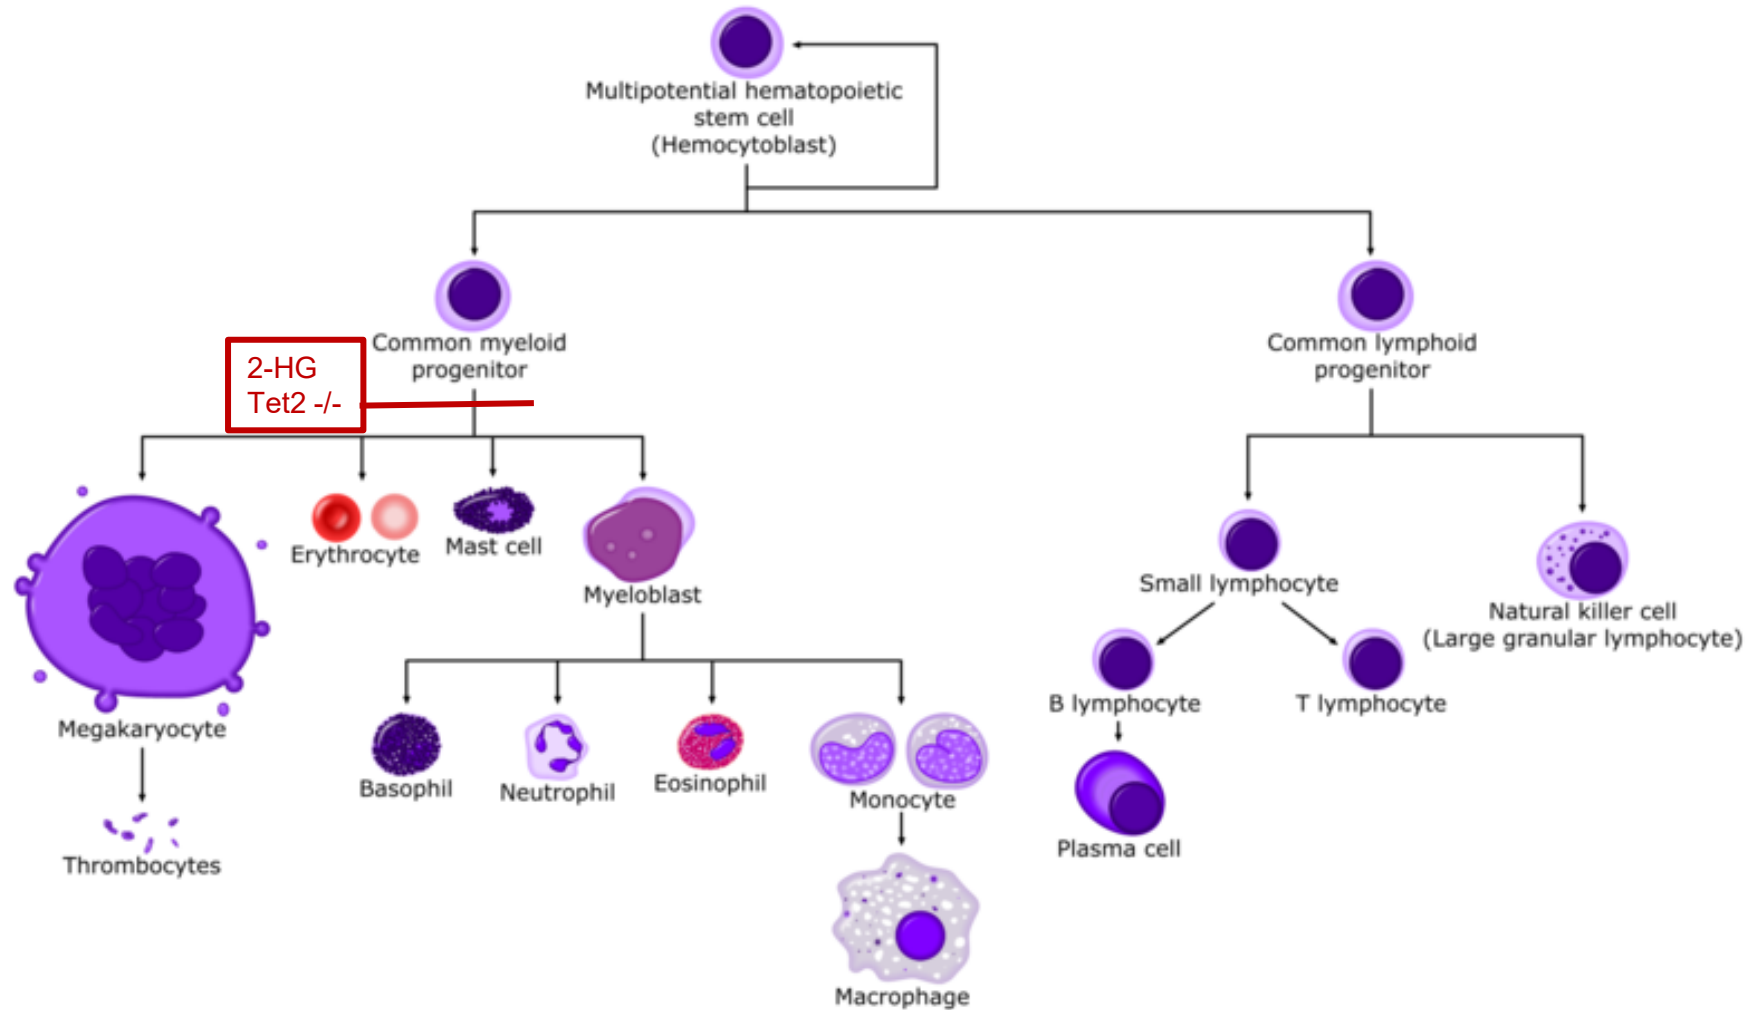 Multipotential hematopoietic
stem cell
(Hemocytoblast)
Common myeloid
progenitor
Common lymphoid
progenitor
2-HG
Tet2 -/-
Erythrocyte
Mast cell
Myeloblast
Small lymphocyte
Natural killer cell
(Large granular lymphocyte)
B lymphocyte
T lymphocyte
Megakaryocyte
Basophil
Neutrophil
Eosinophil
Monocyte
Plasma cell
Thrombocytes
Macrophage